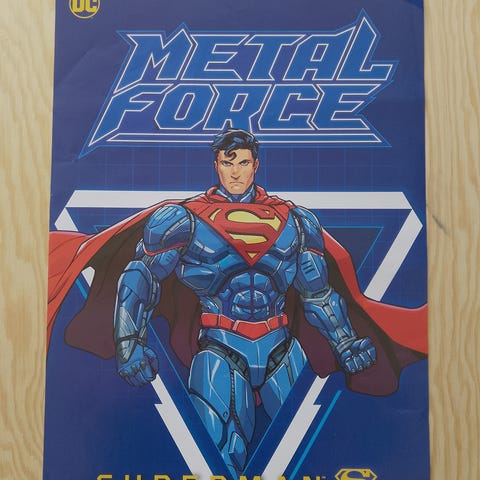 DC
METAL
FORCE
S
SUPERMAN
S